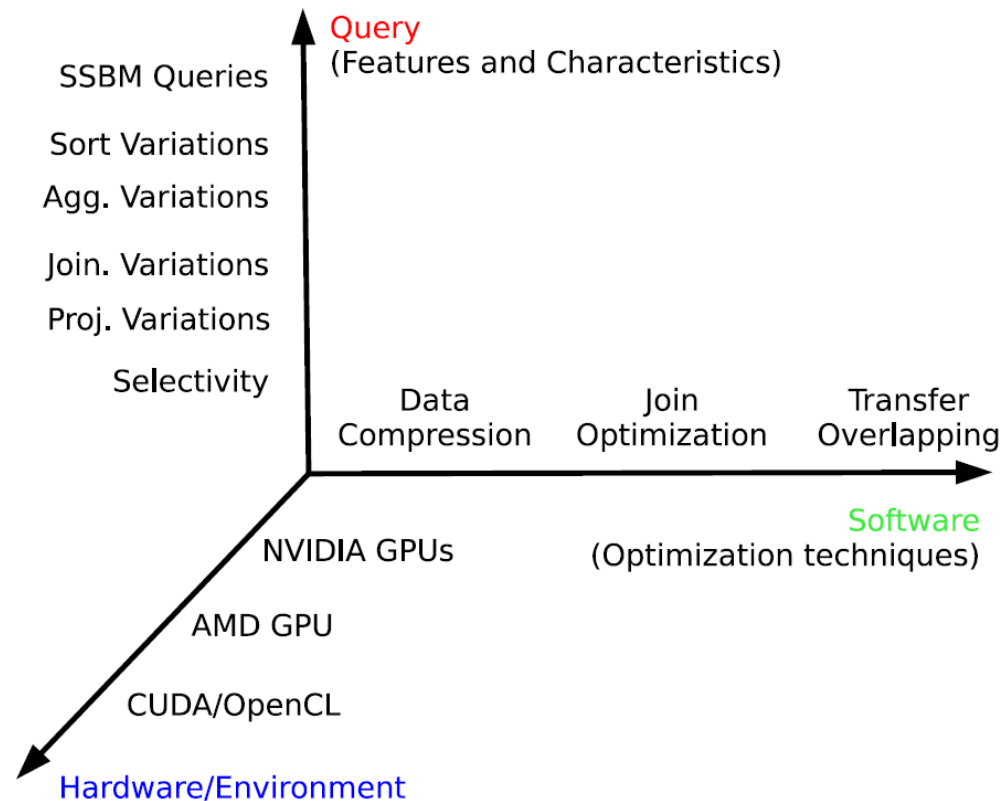 Query
(Features and Characteristics)
SSBM Queries
Sort Variations
Agg. Variations
Join. Variations
Proj. Variations
Selectivity
Data
Compression
Join
Optimization
Transfer
Overlapping
Software
(Optimization techniques)
NVIDIA GPUs
AMD GPU
CUDA/OpenCL
Hardware/Environment